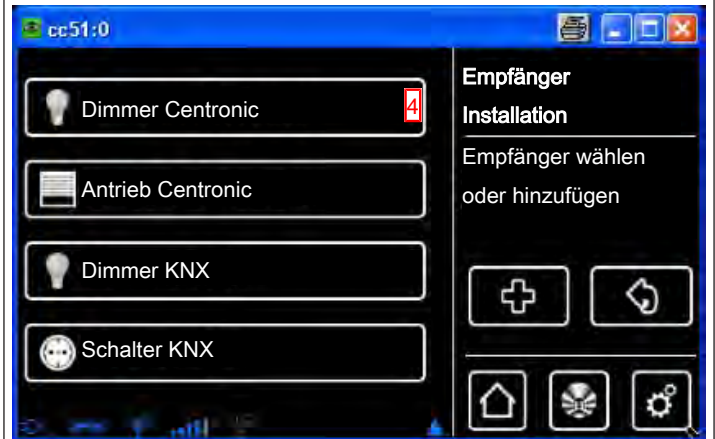 cc51:0
Dimmer Centronic 4
Antrieb Centronic
Dimmer KNX
Schalter KNX
Empfänger
Installation
Empfänger wählen
oder hinzufügen